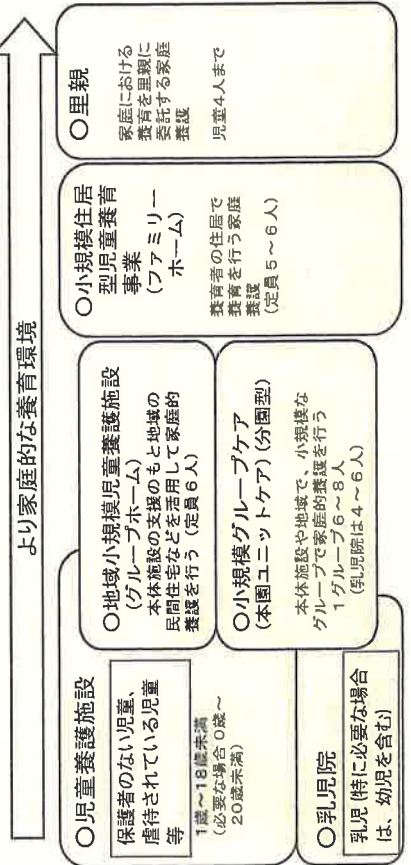 より家庭的な養育環境
○児童養護施設
保護者のない児童、
虐待されている児童
等
1歳～18歳未満
(必要な場合0歳～
20歳未満)
○乳児院
乳児(特に必要な場合
は、幼児を含む)
○地域小規模児童養護施設
(グループホーム)
本体施設の支援のもと地域の
民間住宅などを活用して家庭的
養護を行う(定員6人)
○小規模グループケア
(本園ユニットケア)(分園型)
本体施設や地域で、小規模な
グループで家庭的養護を行う
1グループ6～8人
(乳児院は4～6人)
○小規模住居
型児童養育
事業
(ファミリー
ホーム)
養育者の住居で
養育を行う家庭
養護
(定員5～6人)
○里親
家庭における
養育を里親に
委託する家庭
養護
児童4人まで